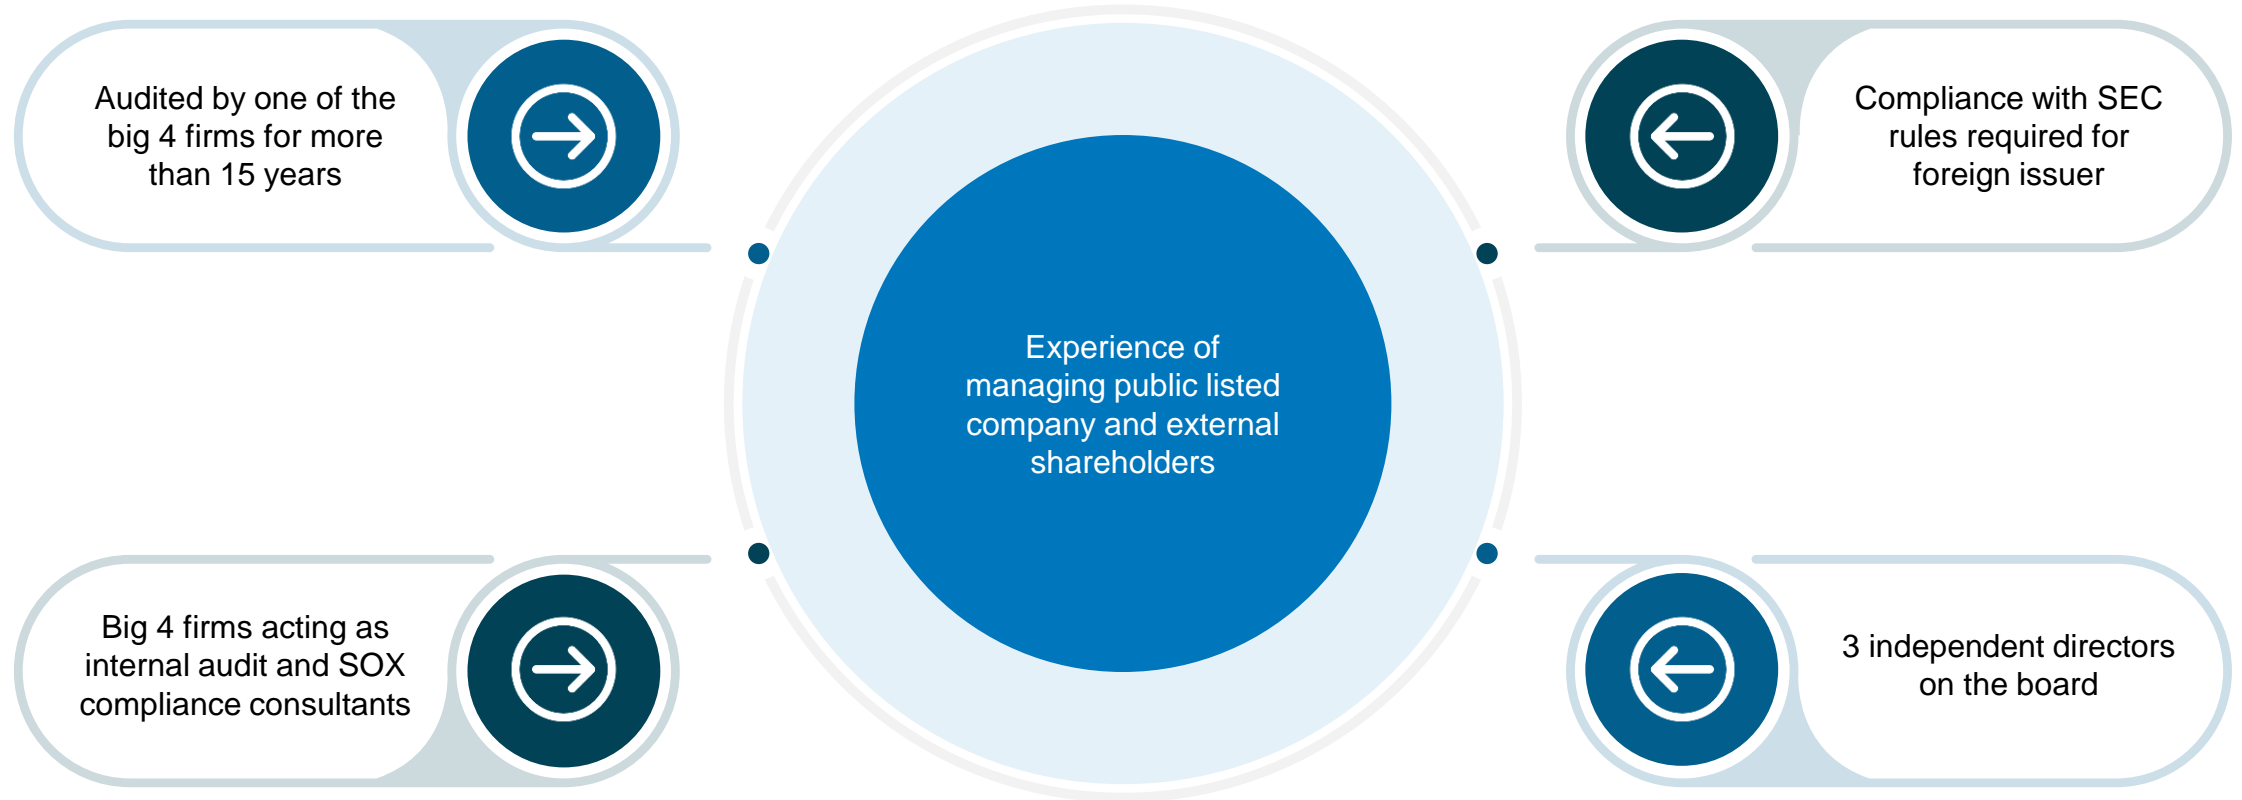 Audited by one of the
big 4 firms for more
than 15 years
Compliance with SEC
rules required for
foreign issuer
Experience of
managing public listed
company and external
shareholders
Big 4 firms acting as
internal audit and SOX
compliance consultants
3 independent directors
on the board